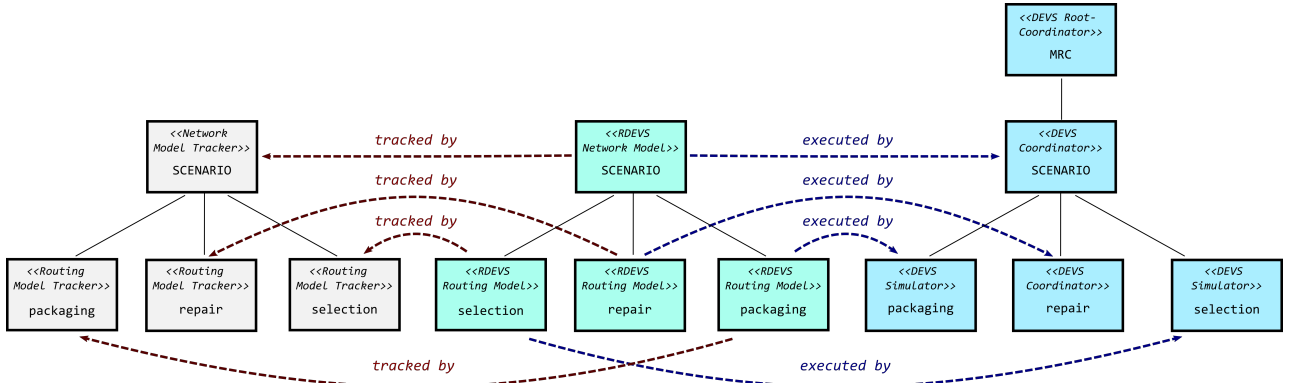 <<DEVS Root-
Coordinator>>
MRC
<<Network
Model Tracker>>
SCENARIO
tracked by
<<RDEVS
Network Model>>
SCENARIO
executed by
<<DEVS
Coordinator>>
SCENARIO
tracked by
executed by
tracked by
executed by
<<Routing
Model Tracker>>
packaging
<<Routing
Model Tracker>>
repair
<<Routing
Model Tracker>>
selection
<<RDEVS
Routing Model>>
selection
<<RDEVS
Routing Model>>
repair
<<RDEVS
Routing Model>>
packaging
<<DEVS
Simulator>>
packaging
<<DEVS
Coordinator>>
repair
<<DEVS
Simulator>>
selection
tracked by
executed by